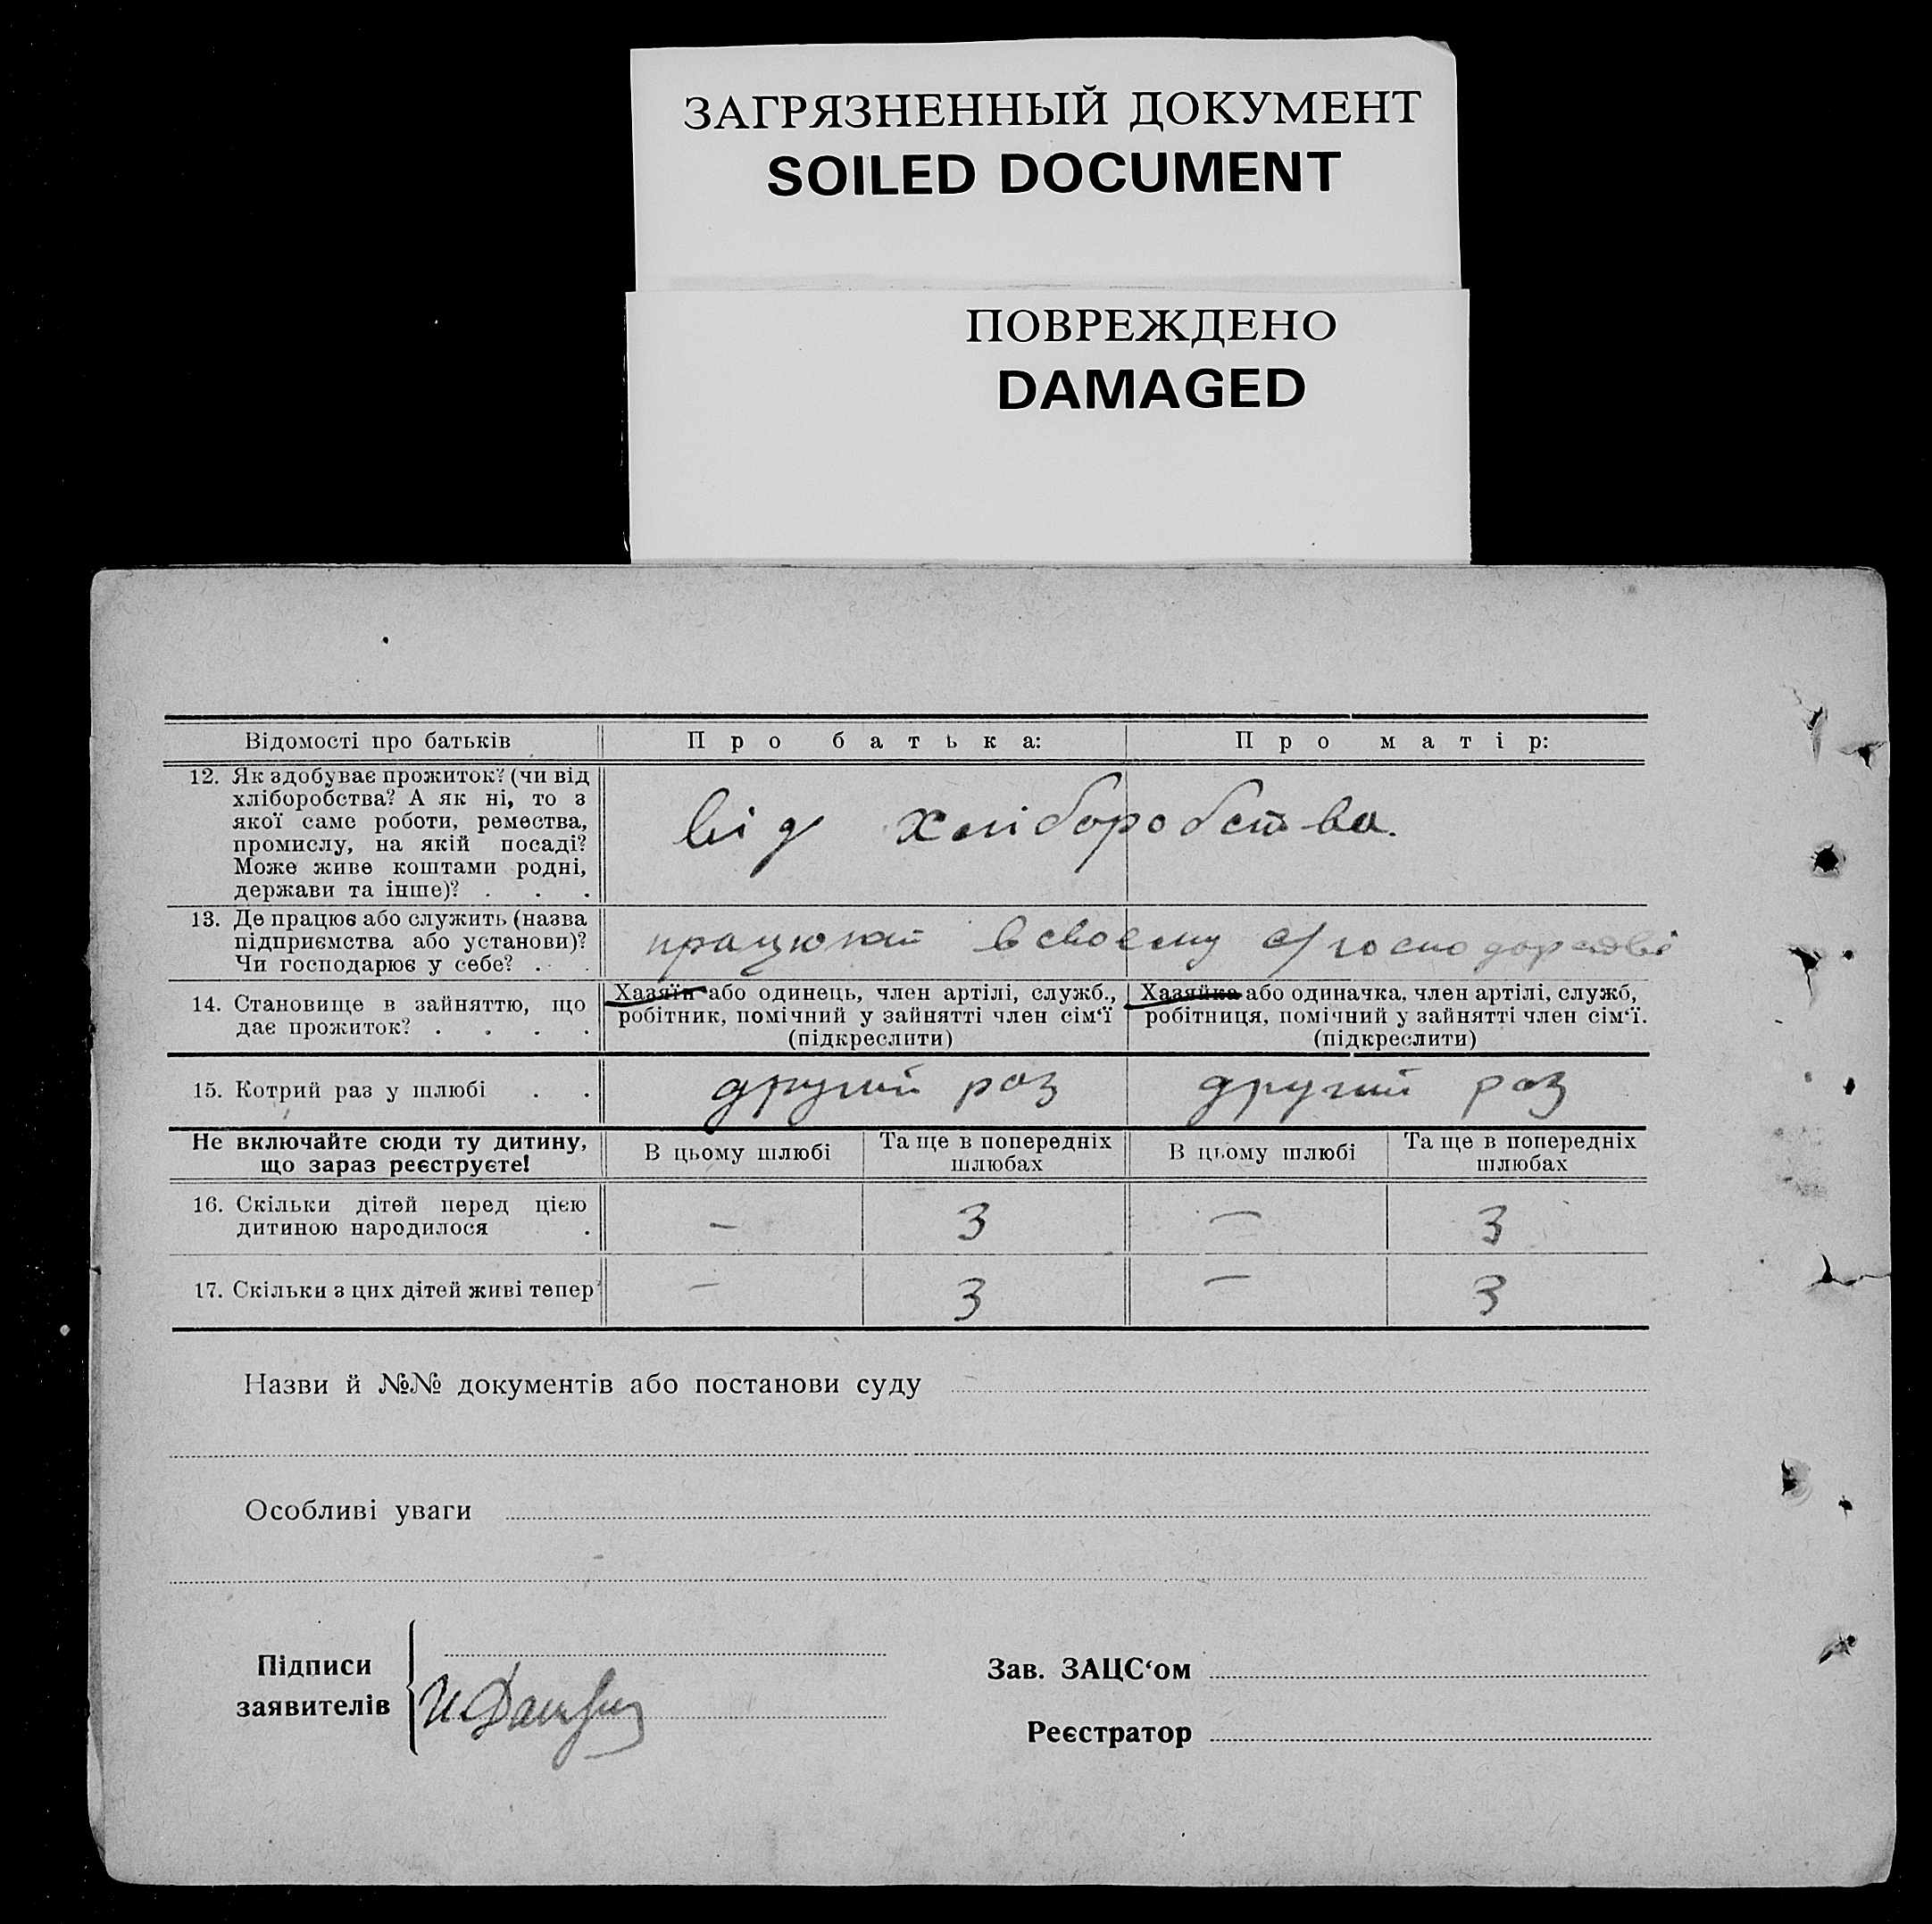 ЗАГРЯЗНЕННЫЙ ДОКУМЕНТ
SOILED DOCUMENT
ПОВРЕЖДЕНО
DAMAGED
Відомості про батьків
Про батька:
Про матір:
12. Як здобуває прожиток? (чи від
хліборобства? А як ні, то з
якої саме роботи, ремества,
промислу, на якій посаді?
Може живе коштами родні,
держави та інше)? . . .
від хліборобства.
13. Де працює або служить (назва
підприємства або установи)?
Чи господарює у себе? . .
працюють в своєму с/господарстві
14. Становище в зайняттю, що
дає прожиток? . . . .
Хазяїн або одинець, член артілі, служб.,
робітник, помічний у зайнятті член сім‘ї
(підкреслити)
Хазяйка або одиначка, член артілі, служб,
робітниця, помічний у зайнятті член сім‘ї.
(підкреслити)
15. Котрий раз у шлюбі . .
другий раз
другий раз
Не включайте сюди ту дитину,
що зараз реєструєте!
В цьому шлюбі
Та ще в попередніх
шлюбах
В цьому шлюбі
Та ще в попередніх
шлюбах
16. Скільки дітей перед цією
дитиною народилося .
– 3 – 3
17. Скільки з цих дітей живі тепер?
– 3 – 3
Назви й №№ документів або постанови суду
Особливі уваги
Підписи
заявителів
Зав. ЗАЦС‘ом
Реєстратор